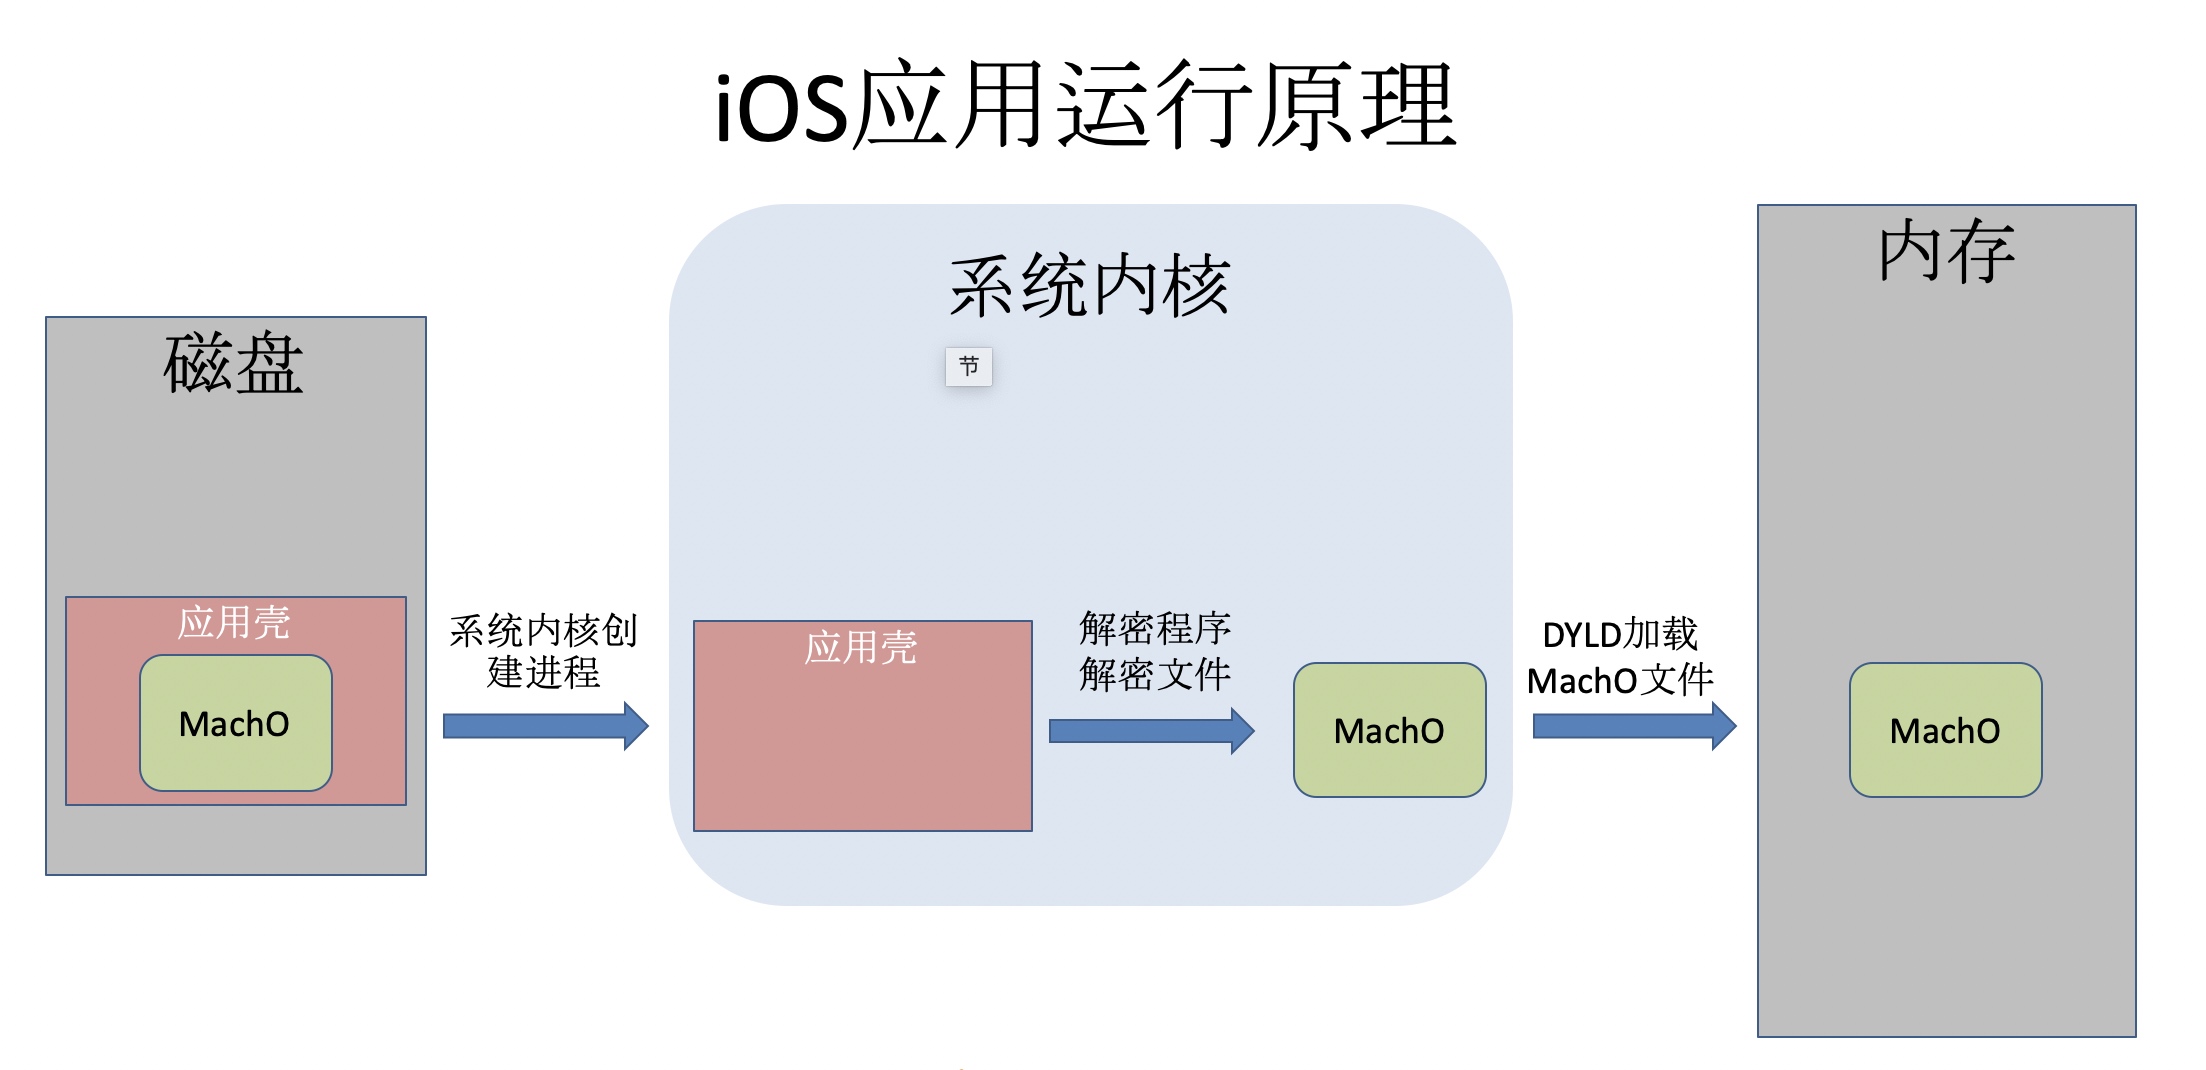 iOS应用运行原理
磁盘
应用壳
MachO
系统内核创
建进程
系统内核
节
应用壳
解密程序
解密文件
MachO
DYLD加载
MachO文件
内存
MachO